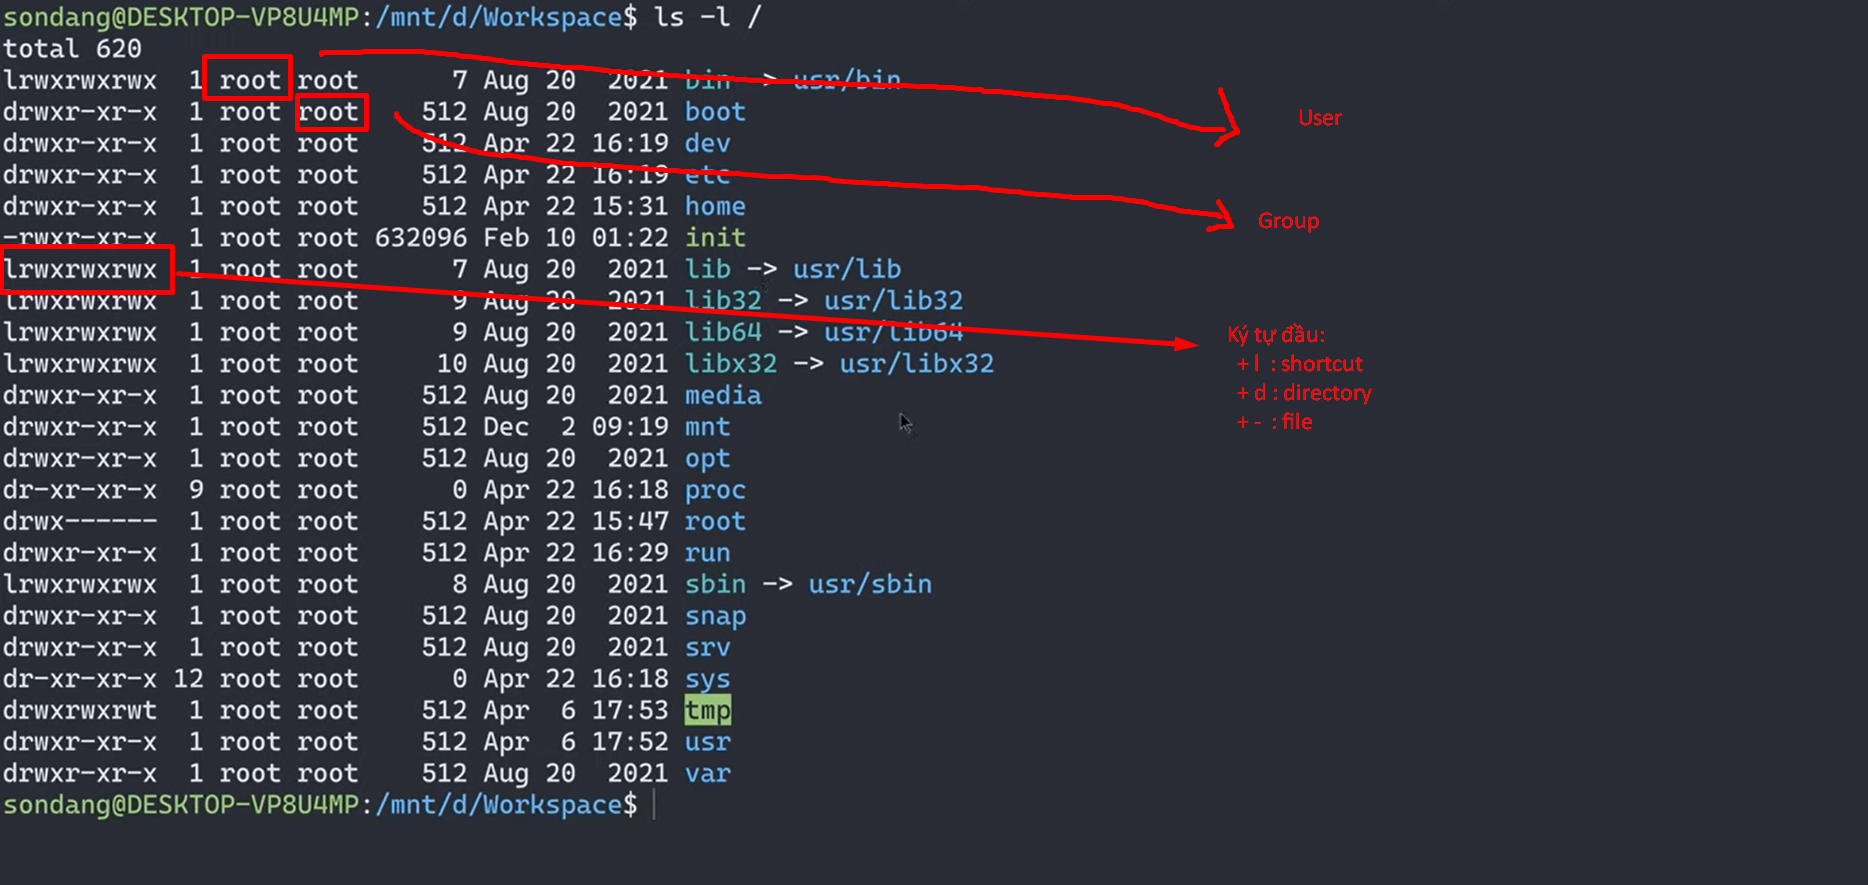 sondang@DESKTOP-VP8U4MP:/mnt/d/Workspace$ ls -l /
total 620
lrwxrwxrwx 1 root root 7 Aug 20 2021 bin -> usr/bin
drwxr-xr-x 1 root root 512 Aug 20 2021 boot
User
drwxr-xr-x 1 root root 512 Apr 22 16:19 dev
drwxr-xr-x 1 root root 512 Apr 22 16:19 etc
drwxr-xr-x 1 root root 512 Apr 22 15:31 home
Group
-rwxr-xr-x 1 root root 632096 Feb 10 01:22 init
lrwxrwxrwx 1 root root 7 Aug 20 2021 lib -> usr/lib
lrwxrwxrwx 1 root root 9 Aug 20 2021 lib32 -> usr/lib32
lrwxrwxrwx 1 root root 9 Aug 20 2021 lib64 -> usr/lib64
Ký tự đầu:
lrwxrwxrwx 1 root root 10 Aug 20 2021 libx32 -> usr/libx32
+ l : shortcut
drwxr-xr-x 1 root root 512 Aug 20 2021 media
+ d : directory
drwxr-xr-x 1 root root 512 Dec 2 09:19 mnt
+ - : file
drwxr-xr-x 1 root root 512 Aug 20 2021 opt
dr-xr-xr-x 9 root root 0 Apr 22 16:18 proc
drwx------ 1 root root 512 Apr 22 15:47 root
drwxr-xr-x 1 root root 512 Apr 22 16:29 run
lrwxrwxrwx 1 root root 8 Aug 20 2021 sbin -> usr/sbin
drwxr-xr-x 1 root root 512 Aug 20 2021 snap
drwxr-xr-x 1 root root 512 Aug 20 2021 srv
dr-xr-xr-x 12 root root 0 Apr 22 16:18 sys
drwxrwxrwt 1 root root 512 Apr 6 17:53 tmp
drwxr-xr-x 1 root root 512 Apr 6 17:52 usr
drwxr-xr-x 1 root root 512 Aug 20 2021 var
sondang@DESKTOP-VP8U4MP:/mnt/d/Workspace$